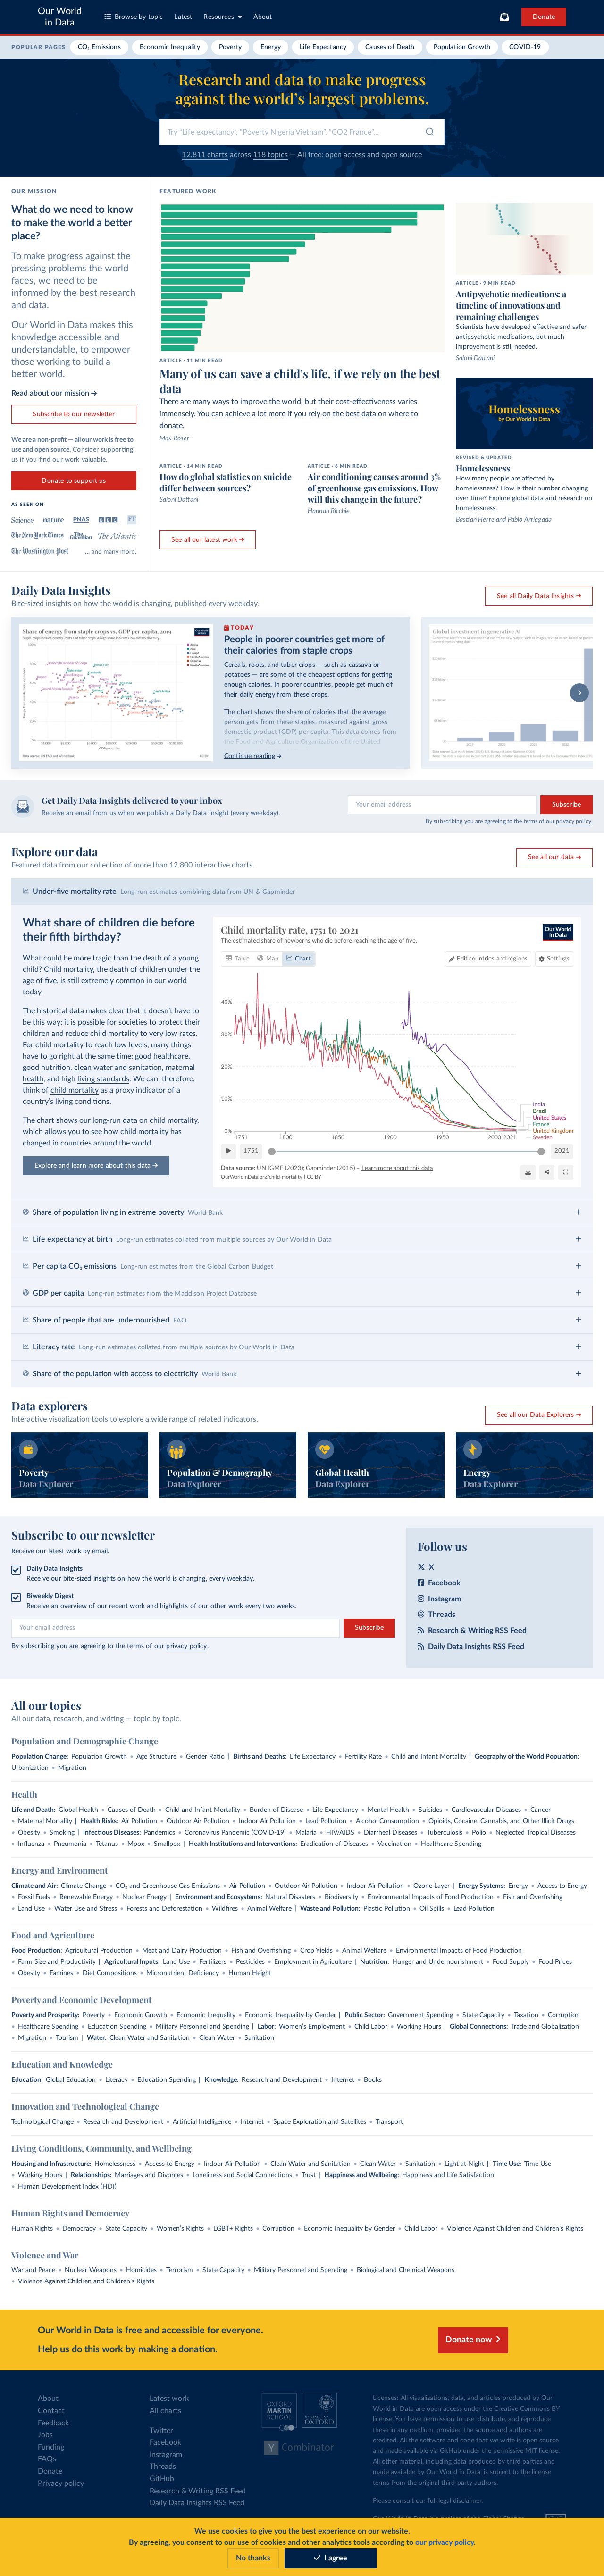 Our World
in Data
Browse by topic
Latest
Resources
About
Donate
POPULAR PAGES
CO₂ Emissions
Economic Inequality
Poverty
Energy
Life Expectancy
Causes of Death
Population Growth
COVID-19
Research and data to make progress
against the world's largest problems.
Try "Life expectancy", "Poverty Nigeria Vietnam", "CO2 France"...
12,811 charts across 118 topics — All free: open access and open source
OUR MISSION
What do we need to know
to make the world a better
place?
To make progress against the
pressing problems the world
faces, we need to be
informed by the best research
and data.
Our World in Data makes this
knowledge accessible and
understandable, to empower
those working to build a
better world.
Read about our mission →
Subscribe to our newsletter
We are a non-profit — all our work is free to
use and open source. Consider supporting
us if you find our work valuable.
Donate to support us
AS SEEN ON
Science
nature
PNAS
BBC
FT
The New York Times
The Guardian
The Atlantic
The Washington Post
... and many more.
FEATURED WORK
ARTICLE • 11 MIN READ
Many of us can save a child's life, if we rely on the best
data
There are many ways to improve the world, but their cost-effectiveness varies
immensely. You can achieve a lot more if you rely on the best data on where to
donate.
Max Roser
ARTICLE • 14 MIN READ
How do global statistics on suicide
differ between sources?
Saloni Dattani
ARTICLE • 8 MIN READ
Air conditioning causes around 3%
of greenhouse gas emissions. How
will this change in the future?
Hannah Ritchie
See all our latest work →
ARTICLE • 9 MIN READ
Antipsychotic medications: a
timeline of innovations and
remaining challenges
Scientists have developed effective and safer
antipsychotic medications, but much
improvement is still needed.
Saloni Dattani
Homelessness
by Our World in Data
REVISED & UPDATED
Homelessness
How many people are affected by
homelessness? How is their number changing
over time? Explore global data and research on
homelessness.
Bastian Herre and Pablo Arriagada
Daily Data Insights
Bite-sized insights on how the world is changing, published every weekday.
See all Daily Data Insights →
Share of energy from staple crops vs. GDP per capita, 2019
TODAY
People in poorer countries get more of
their calories from staple crops
Cereals, roots, and tuber crops — such as cassava or
potatoes — are some of the cheapest options for getting
enough calories. In poorer countries, people get much of
their daily energy from these crops.
The chart shows the share of calories that the average
person gets from these staples, measured against gross
domestic product (GDP) per capita. This data comes from
the Food and Agriculture Organization of the United
Continue reading →
Global investment in generative AI
Get Daily Data Insights delivered to your inbox
Receive an email from us when we publish a Daily Data Insight (every weekday).
Your email address
Subscribe
By subscribing you are agreeing to the terms of our privacy policy.
Explore our data
Featured data from our collection of more than 12,800 interactive charts.
See all our data →
Under-five mortality rate Long-run estimates combining data from UN & Gapminder
What share of children die before
their fifth birthday?
What could be more tragic than the death of a young
child? Child mortality, the death of children under the
age of five, is still extremely common in our world
today.
The historical data makes clear that it doesn't have to
be this way: it is possible for societies to protect their
children and reduce child mortality to very low rates.
For child mortality to reach low levels, many things
have to go right at the same time: good healthcare,
good nutrition, clean water and sanitation, maternal
health, and high living standards. We can, therefore,
think of child mortality as a proxy indicator of a
country's living conditions.
The chart shows our long-run data on child mortality,
which allows you to see how child mortality has
changed in countries around the world.
Explore and learn more about this data →
Child mortality rate, 1751 to 2021
The estimated share of newborns who die before reaching the age of five.
Our World
in Data
Table
Map
Chart
Edit countries and regions
Settings
40%
30%
20%
10%
0%
1751
1800
1850
1900
1950
2000 2021
India
Brazil
United States
France
United Kingdom
Sweden
1751
2021
Data source: UN IGME (2023); Gapminder (2015) – Learn more about this data
OurWorldInData.org/child-mortality | CC BY
Share of population living in extreme poverty World Bank
Life expectancy at birth Long-run estimates collated from multiple sources by Our World in Data
Per capita CO₂ emissions Long-run estimates from the Global Carbon Budget
GDP per capita Long-run estimates from the Maddison Project Database
Share of people that are undernourished FAO
Literacy rate Long-run estimates collated from multiple sources by Our World in Data
Share of the population with access to electricity World Bank
Data explorers
Interactive visualization tools to explore a wide range of related indicators.
See all our Data Explorers →
Poverty
Data Explorer
Population & Demography
Data Explorer
Global Health
Data Explorer
Energy
Data Explorer
Subscribe to our newsletter
Receive our latest work by email.
Daily Data Insights
Receive our bite-sized insights on how the world is changing, every weekday.
Biweekly Digest
Receive an overview of our recent work and highlights of our other work every two weeks.
Your email address
Subscribe
By subscribing you are agreeing to the terms of our privacy policy.
Follow us
X
Facebook
Instagram
Threads
Research & Writing RSS Feed
Daily Data Insights RSS Feed
All our topics
All our data, research, and writing — topic by topic.
Population and Demographic Change
Population Change: Population Growth • Age Structure • Gender Ratio | Births and Deaths: Life Expectancy • Fertility Rate • Child and Infant Mortality | Geography of the World Population:
Urbanization • Migration
Health
Life and Death: Global Health • Causes of Death • Child and Infant Mortality • Burden of Disease • Life Expectancy • Mental Health • Suicides • Cardiovascular Diseases • Cancer
• Maternal Mortality | Health Risks: Air Pollution • Outdoor Air Pollution • Indoor Air Pollution • Lead Pollution • Alcohol Consumption • Opioids, Cocaine, Cannabis, and Other Illicit Drugs
• Obesity • Smoking | Infectious Diseases: Pandemics • Coronavirus Pandemic (COVID-19) • Malaria • HIV/AIDS • Diarrheal Diseases • Tuberculosis • Polio • Neglected Tropical Diseases
• Influenza • Pneumonia • Tetanus • Mpox • Smallpox | Health Institutions and Interventions: Eradication of Diseases • Vaccination • Healthcare Spending
Energy and Environment
Climate and Air: Climate Change • CO₂ and Greenhouse Gas Emissions • Air Pollution • Outdoor Air Pollution • Indoor Air Pollution • Ozone Layer | Energy Systems: Energy • Access to Energy
• Fossil Fuels • Renewable Energy • Nuclear Energy | Environment and Ecosystems: Natural Disasters • Biodiversity • Environmental Impacts of Food Production • Fish and Overfishing
• Land Use • Water Use and Stress • Forests and Deforestation • Wildfires • Animal Welfare | Waste and Pollution: Plastic Pollution • Oil Spills • Lead Pollution
Food and Agriculture
Food Production: Agricultural Production • Meat and Dairy Production • Fish and Overfishing • Crop Yields • Animal Welfare • Environmental Impacts of Food Production
• Farm Size and Productivity | Agricultural Inputs: Land Use • Fertilizers • Pesticides • Employment in Agriculture | Nutrition: Hunger and Undernourishment • Food Supply • Food Prices
• Obesity • Famines • Diet Compositions • Micronutrient Deficiency • Human Height
Poverty and Economic Development
Poverty and Prosperity: Poverty • Economic Growth • Economic Inequality • Economic Inequality by Gender | Public Sector: Government Spending • State Capacity • Taxation • Corruption
• Healthcare Spending • Education Spending • Military Personnel and Spending | Labor: Women's Employment • Child Labor • Working Hours | Global Connections: Trade and Globalization
• Migration • Tourism | Water: Clean Water and Sanitation • Clean Water • Sanitation
Education and Knowledge
Education: Global Education • Literacy • Education Spending | Knowledge: Research and Development • Internet • Books
Innovation and Technological Change
Technological Change • Research and Development • Artificial Intelligence • Internet • Space Exploration and Satellites • Transport
Living Conditions, Community, and Wellbeing
Housing and Infrastructure: Homelessness • Access to Energy • Indoor Air Pollution • Clean Water and Sanitation • Clean Water • Sanitation • Light at Night | Time Use: Time Use
• Working Hours | Relationships: Marriages and Divorces • Loneliness and Social Connections • Trust | Happiness and Wellbeing: Happiness and Life Satisfaction
• Human Development Index (HDI)
Human Rights and Democracy
Human Rights • Democracy • State Capacity • Women's Rights • LGBT+ Rights • Corruption • Economic Inequality by Gender • Child Labor • Violence Against Children and Children's Rights
Violence and War
War and Peace • Nuclear Weapons • Homicides • Terrorism • State Capacity • Military Personnel and Spending • Biological and Chemical Weapons
• Violence Against Children and Children's Rights
Our World in Data is free and accessible for everyone.
Help us do this work by making a donation.
Donate now
About
Contact
Feedback
Jobs
Funding
FAQs
Donate
Privacy policy
Latest work
All charts
Twitter
Facebook
Instagram
Threads
GitHub
Research & Writing RSS Feed
Daily Data Insights RSS Feed
OXFORD
MARTIN
SCHOOL
UNIVERSITY OF
OXFORD
Y Combinator
Licenses: All visualizations, data, and articles produced by Our
World in Data are open access under the Creative Commons BY
license. You have permission to use, distribute, and reproduce
these in any medium, provided the source and authors are
credited. All the software and code that we write is open source
and made available via GitHub under the permissive MIT license.
All other material, including data produced by third parties and
made available by Our World in Data, is subject to the license
terms from the original third-party authors.
Please consult our full legal disclaimer.
We use cookies to give you the best experience on our website.
By agreeing, you consent to our use of cookies and other analytics tools according to our privacy policy.
No thanks
I agree